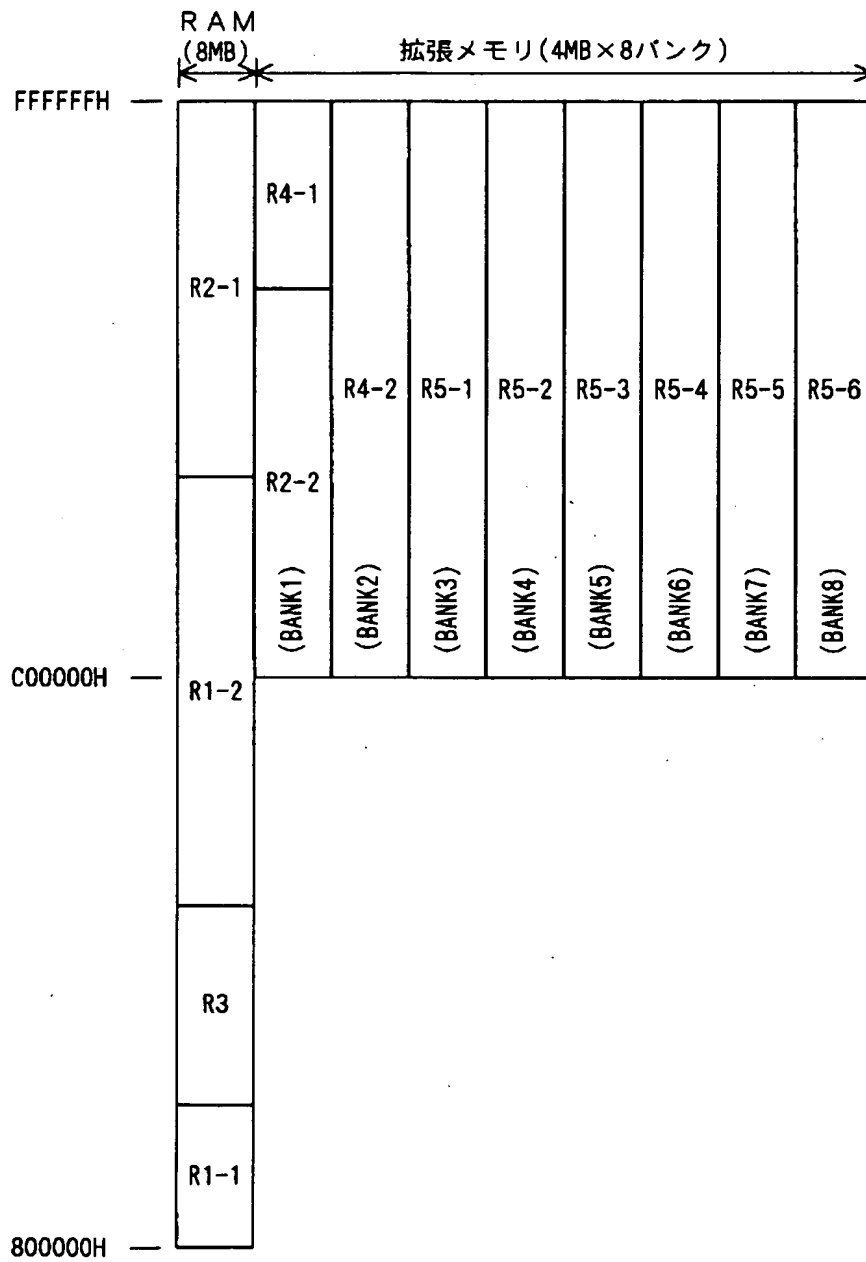 RAM
(8MB)
拡張メモリ(4MB×8バンク)
FFFFFFH
R4-1
R2-1
R4-2
R5-1
R5-2
R5-3
R5-4
R5-5
R5-6
R2-2
(BANK1)
(BANK2)
(BANK3)
(BANK4)
(BANK5)
(BANK6)
(BANK7)
(BANK8)
C00000H
R1-2
R3
R1-1
800000H